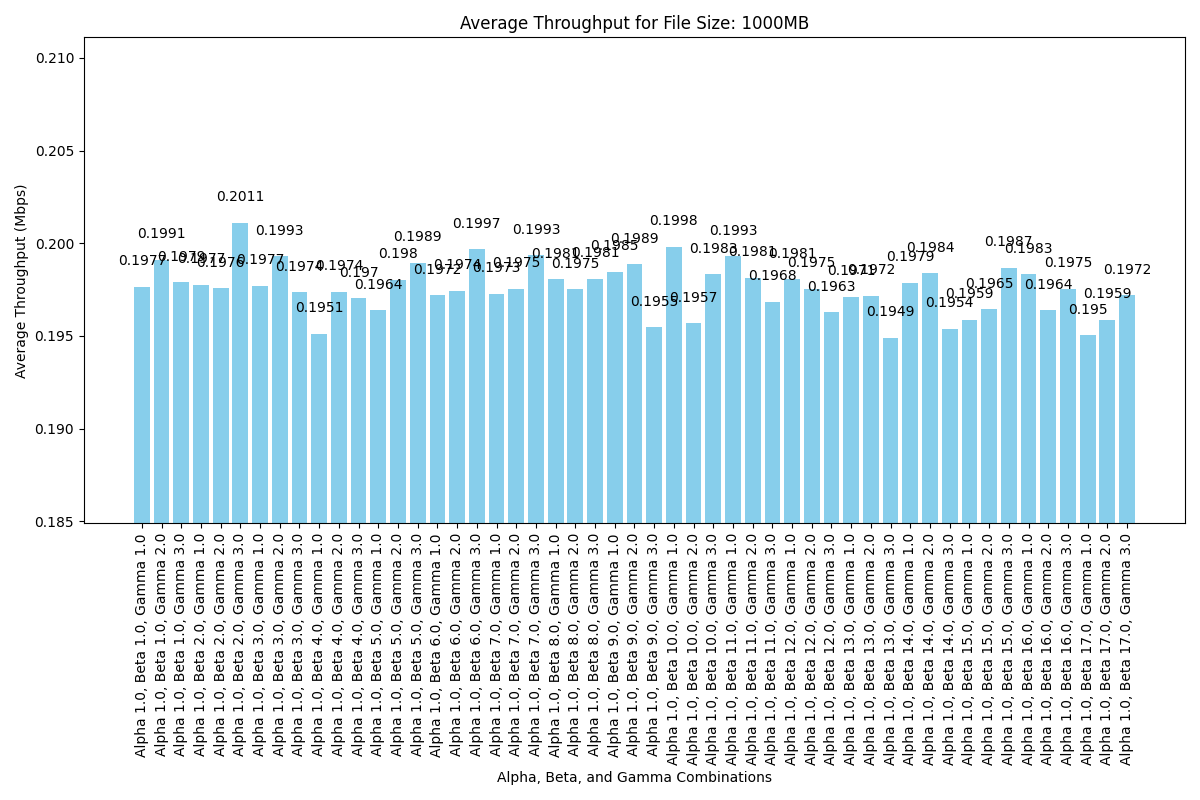 Average Throughput for File Size: 1000MB
Average Throughput (Mbps)
0.210
0.205
0.200
0.195
0.190
0.185
0.1977
0.1991
0.1979
0.1977
0.1976
0.2011
0.1977
0.1993
0.1974
0.1951
0.1974
0.197
0.1964
0.198
0.1989
0.1972
0.1974
0.1997
0.1973
0.1975
0.1993
0.1981
0.1975
0.1981
0.1985
0.1989
0.1955
0.1998
0.1957
0.1983
0.1993
0.1981
0.1968
0.1981
0.1975
0.1963
0.1971
0.1972
0.1949
0.1979
0.1984
0.1954
0.1959
0.1965
0.1987
0.1983
0.1964
0.1975
0.195
0.1959
0.1972
Alpha 1.0, Beta 1.0, Gamma 1.0
Alpha 1.0, Beta 1.0, Gamma 2.0
Alpha 1.0, Beta 1.0, Gamma 3.0
Alpha 1.0, Beta 2.0, Gamma 1.0
Alpha 1.0, Beta 2.0, Gamma 2.0
Alpha 1.0, Beta 2.0, Gamma 3.0
Alpha 1.0, Beta 3.0, Gamma 1.0
Alpha 1.0, Beta 3.0, Gamma 2.0
Alpha 1.0, Beta 3.0, Gamma 3.0
Alpha 1.0, Beta 4.0, Gamma 1.0
Alpha 1.0, Beta 4.0, Gamma 2.0
Alpha 1.0, Beta 4.0, Gamma 3.0
Alpha 1.0, Beta 5.0, Gamma 1.0
Alpha 1.0, Beta 5.0, Gamma 2.0
Alpha 1.0, Beta 5.0, Gamma 3.0
Alpha 1.0, Beta 6.0, Gamma 1.0
Alpha 1.0, Beta 6.0, Gamma 2.0
Alpha 1.0, Beta 6.0, Gamma 3.0
Alpha 1.0, Beta 7.0, Gamma 1.0
Alpha 1.0, Beta 7.0, Gamma 2.0
Alpha 1.0, Beta 7.0, Gamma 3.0
Alpha 1.0, Beta 8.0, Gamma 1.0
Alpha 1.0, Beta 8.0, Gamma 2.0
Alpha 1.0, Beta 8.0, Gamma 3.0
Alpha 1.0, Beta 9.0, Gamma 1.0
Alpha 1.0, Beta 9.0, Gamma 2.0
Alpha 1.0, Beta 9.0, Gamma 3.0
Alpha 1.0, Beta 10.0, Gamma 1.0
Alpha 1.0, Beta 10.0, Gamma 2.0
Alpha 1.0, Beta 10.0, Gamma 3.0
Alpha 1.0, Beta 11.0, Gamma 1.0
Alpha 1.0, Beta 11.0, Gamma 2.0
Alpha 1.0, Beta 11.0, Gamma 3.0
Alpha 1.0, Beta 12.0, Gamma 1.0
Alpha 1.0, Beta 12.0, Gamma 2.0
Alpha 1.0, Beta 12.0, Gamma 3.0
Alpha 1.0, Beta 13.0, Gamma 1.0
Alpha 1.0, Beta 13.0, Gamma 2.0
Alpha 1.0, Beta 13.0, Gamma 3.0
Alpha 1.0, Beta 14.0, Gamma 1.0
Alpha 1.0, Beta 14.0, Gamma 2.0
Alpha 1.0, Beta 14.0, Gamma 3.0
Alpha 1.0, Beta 15.0, Gamma 1.0
Alpha 1.0, Beta 15.0, Gamma 2.0
Alpha 1.0, Beta 15.0, Gamma 3.0
Alpha 1.0, Beta 16.0, Gamma 1.0
Alpha 1.0, Beta 16.0, Gamma 2.0
Alpha 1.0, Beta 16.0, Gamma 3.0
Alpha 1.0, Beta 17.0, Gamma 1.0
Alpha 1.0, Beta 17.0, Gamma 2.0
Alpha 1.0, Beta 17.0, Gamma 3.0
Alpha, Beta, and Gamma Combinations